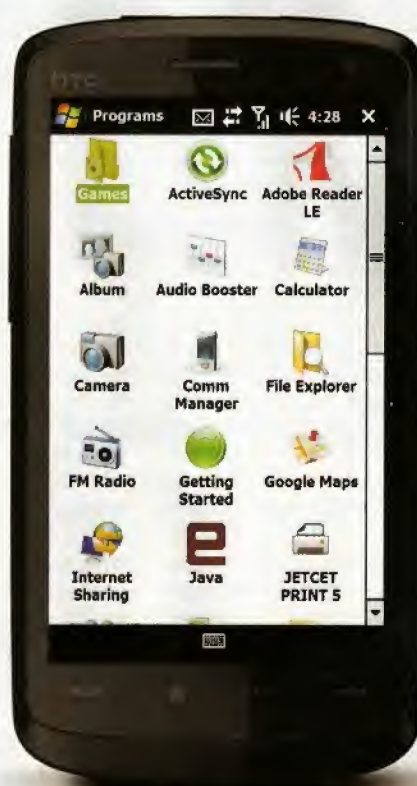 hTC
Programs 4:28 X
Games ActiveSync Adobe Reader
LE
Album Audio Booster Calculator
Camera Comm File Explorer
Manager
FM Radio Getting Google Maps
Started
Internet Java JETCET
Sharing PRINT 5